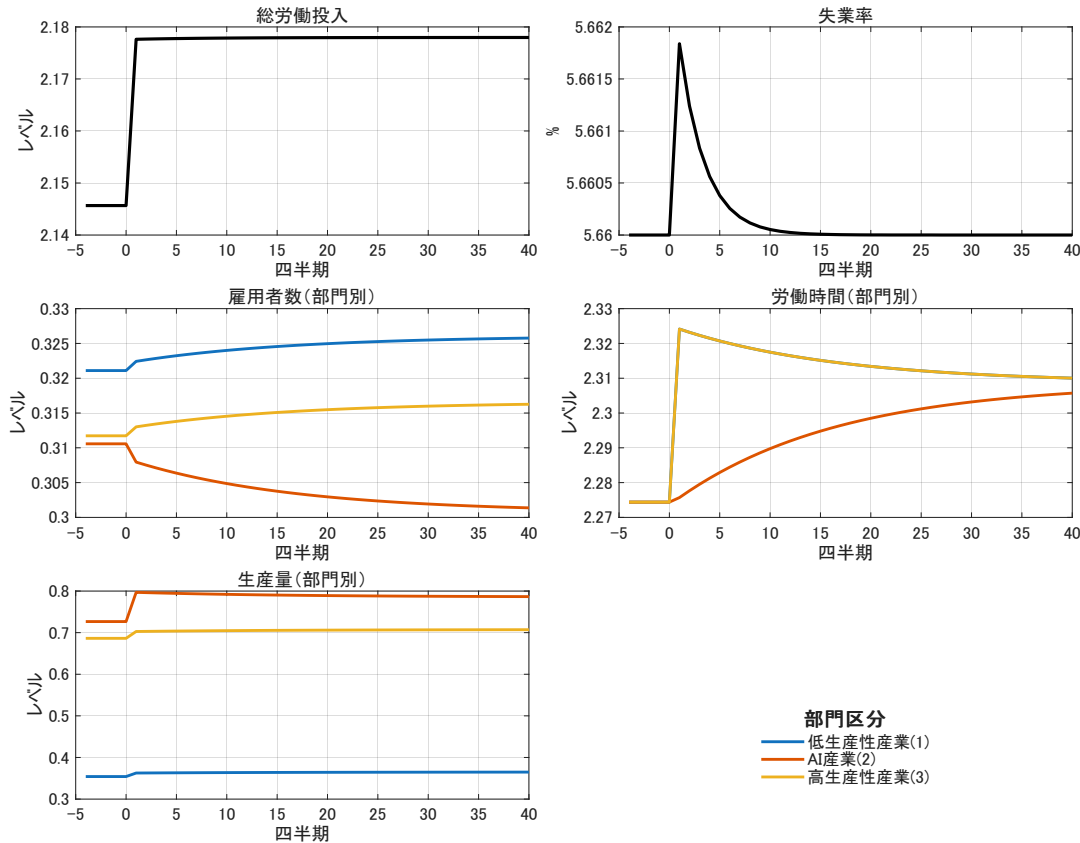 総労働投入
2.18
2.17
2.16
2.15
2.14
レベル
-5 0 5 10 15 20 25 30 35 40
四半期
失業率
5.662
5.6615
5.661
5.6605
5.66
%
-5 0 5 10 15 20 25 30 35 40
四半期
雇用者数(部門別)
0.33
0.325
0.32
0.315
0.31
0.305
0.3
レベル
-5 0 5 10 15 20 25 30 35 40
四半期
労働時間(部門別)
2.33
2.32
2.31
2.3
2.29
2.28
2.27
レベル
-5 0 5 10 15 20 25 30 35 40
四半期
生産量(部門別)
0.8
0.7
0.6
0.5
0.4
0.3
レベル
-5 0 5 10 15 20 25 30 35 40
四半期
部門区分
低生産性産業(1)
AI産業(2)
高生産性産業(3)